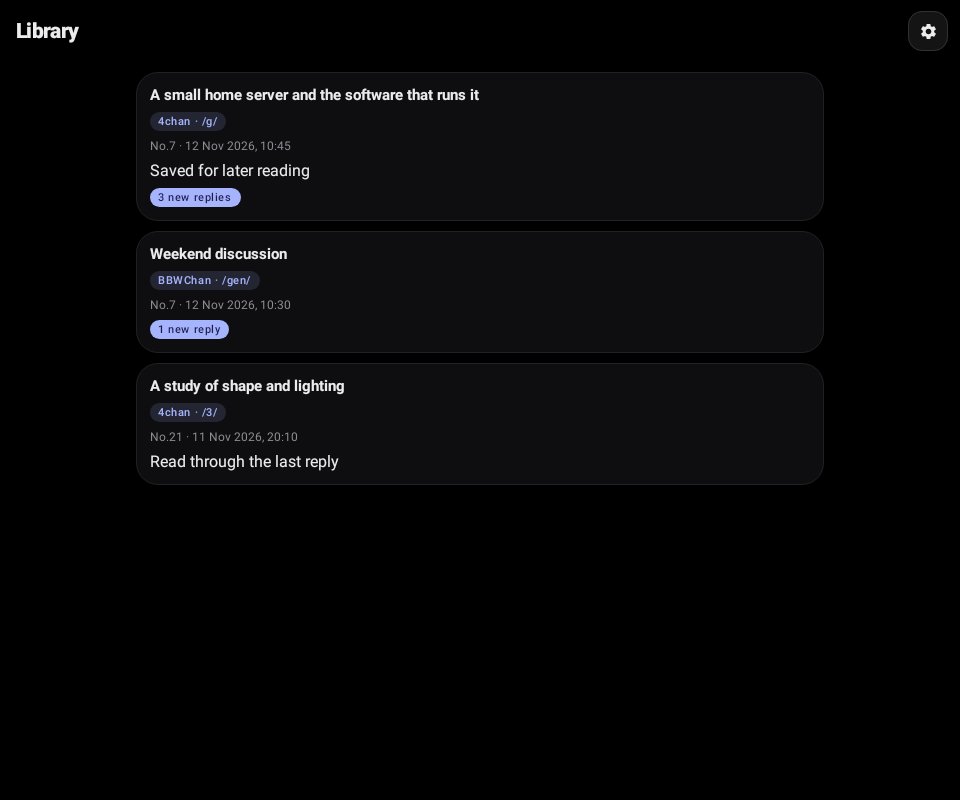 Library
A small home server and the software that runs it
4chan · /g/
No.7 · 12 Nov 2026, 10:45
Saved for later reading
3 new replies
Weekend discussion
BBWChan · /gen/
No.7 · 12 Nov 2026, 10:30
1 new reply
A study of shape and lighting
4chan · /3/
No.21 · 11 Nov 2026, 20:10
Read through the last reply